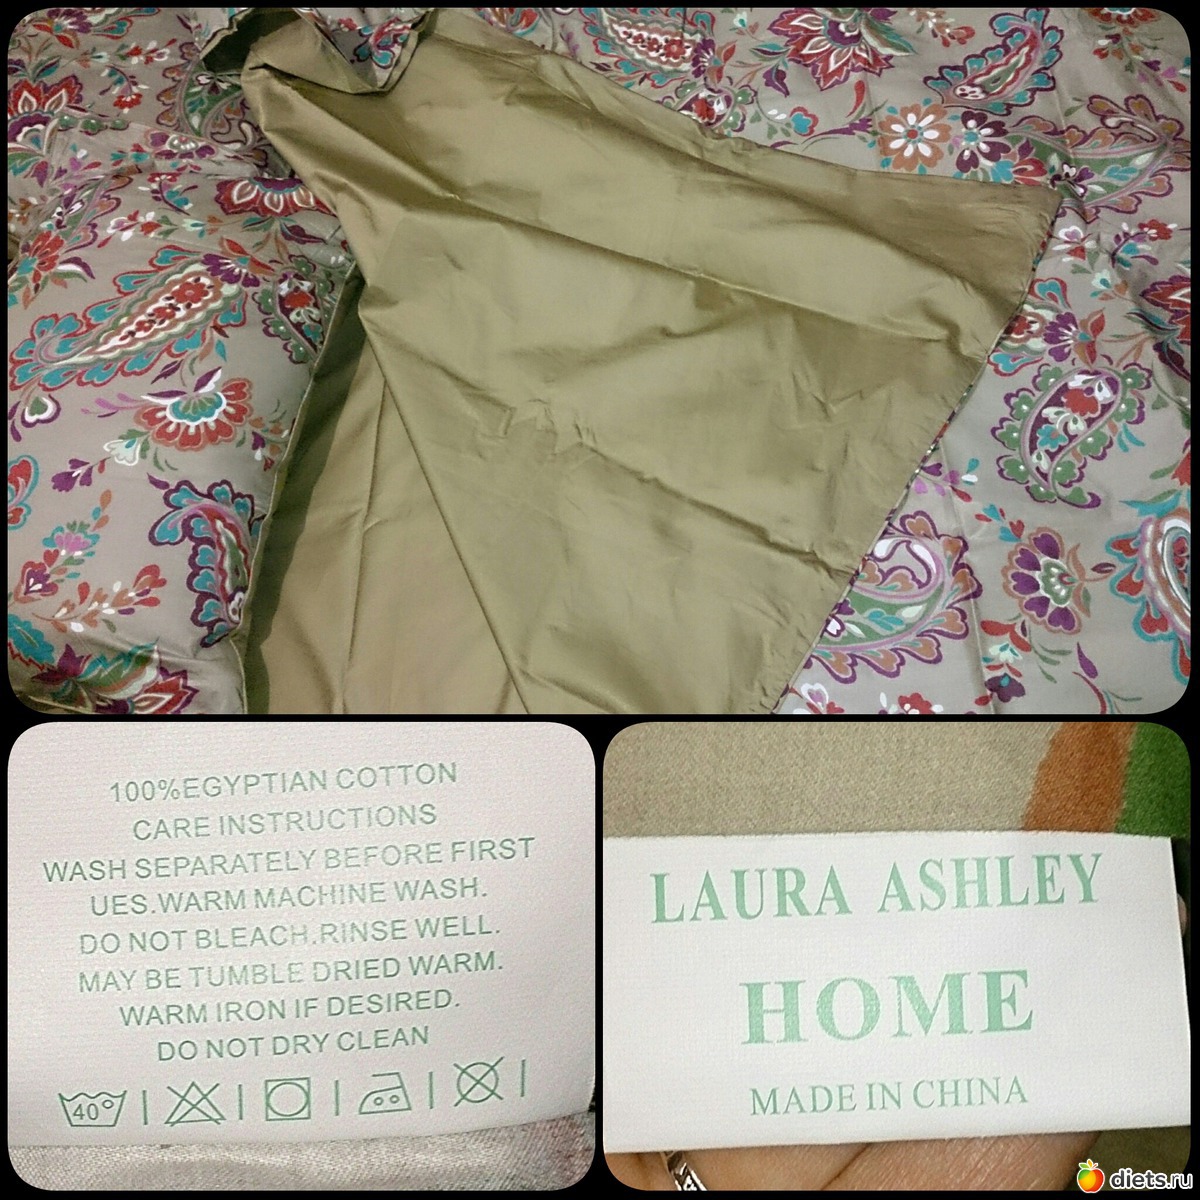 100%EGYPTIAN COTTON
CARE INSTRUCTIONS
WASH SEPARATELY BEFORE FIRST
UES.WARM MACHINE WASH.
DO NOT BLEACH.RINSE WELL.
MAY BE TUMBLE DRIED WARM.
WARM IRON IF DESIRED.
DO NOT DRY CLEAN
40°
LAURA ASHLEY
HOME
MADE IN CHINA
diets.ru